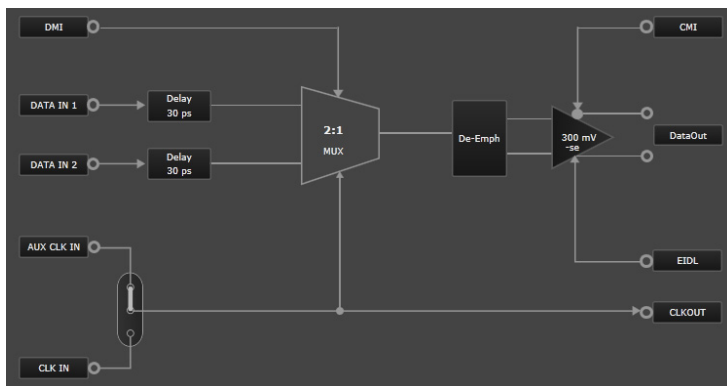 DMI
CMI
DATA IN 1
Delay
30 ps
2:1
MUX
De-Emph
300 mV
-se
DataOut
DATA IN 2
Delay
30 ps
AUX CLK IN
EIDL
CLKOUT
CLK IN